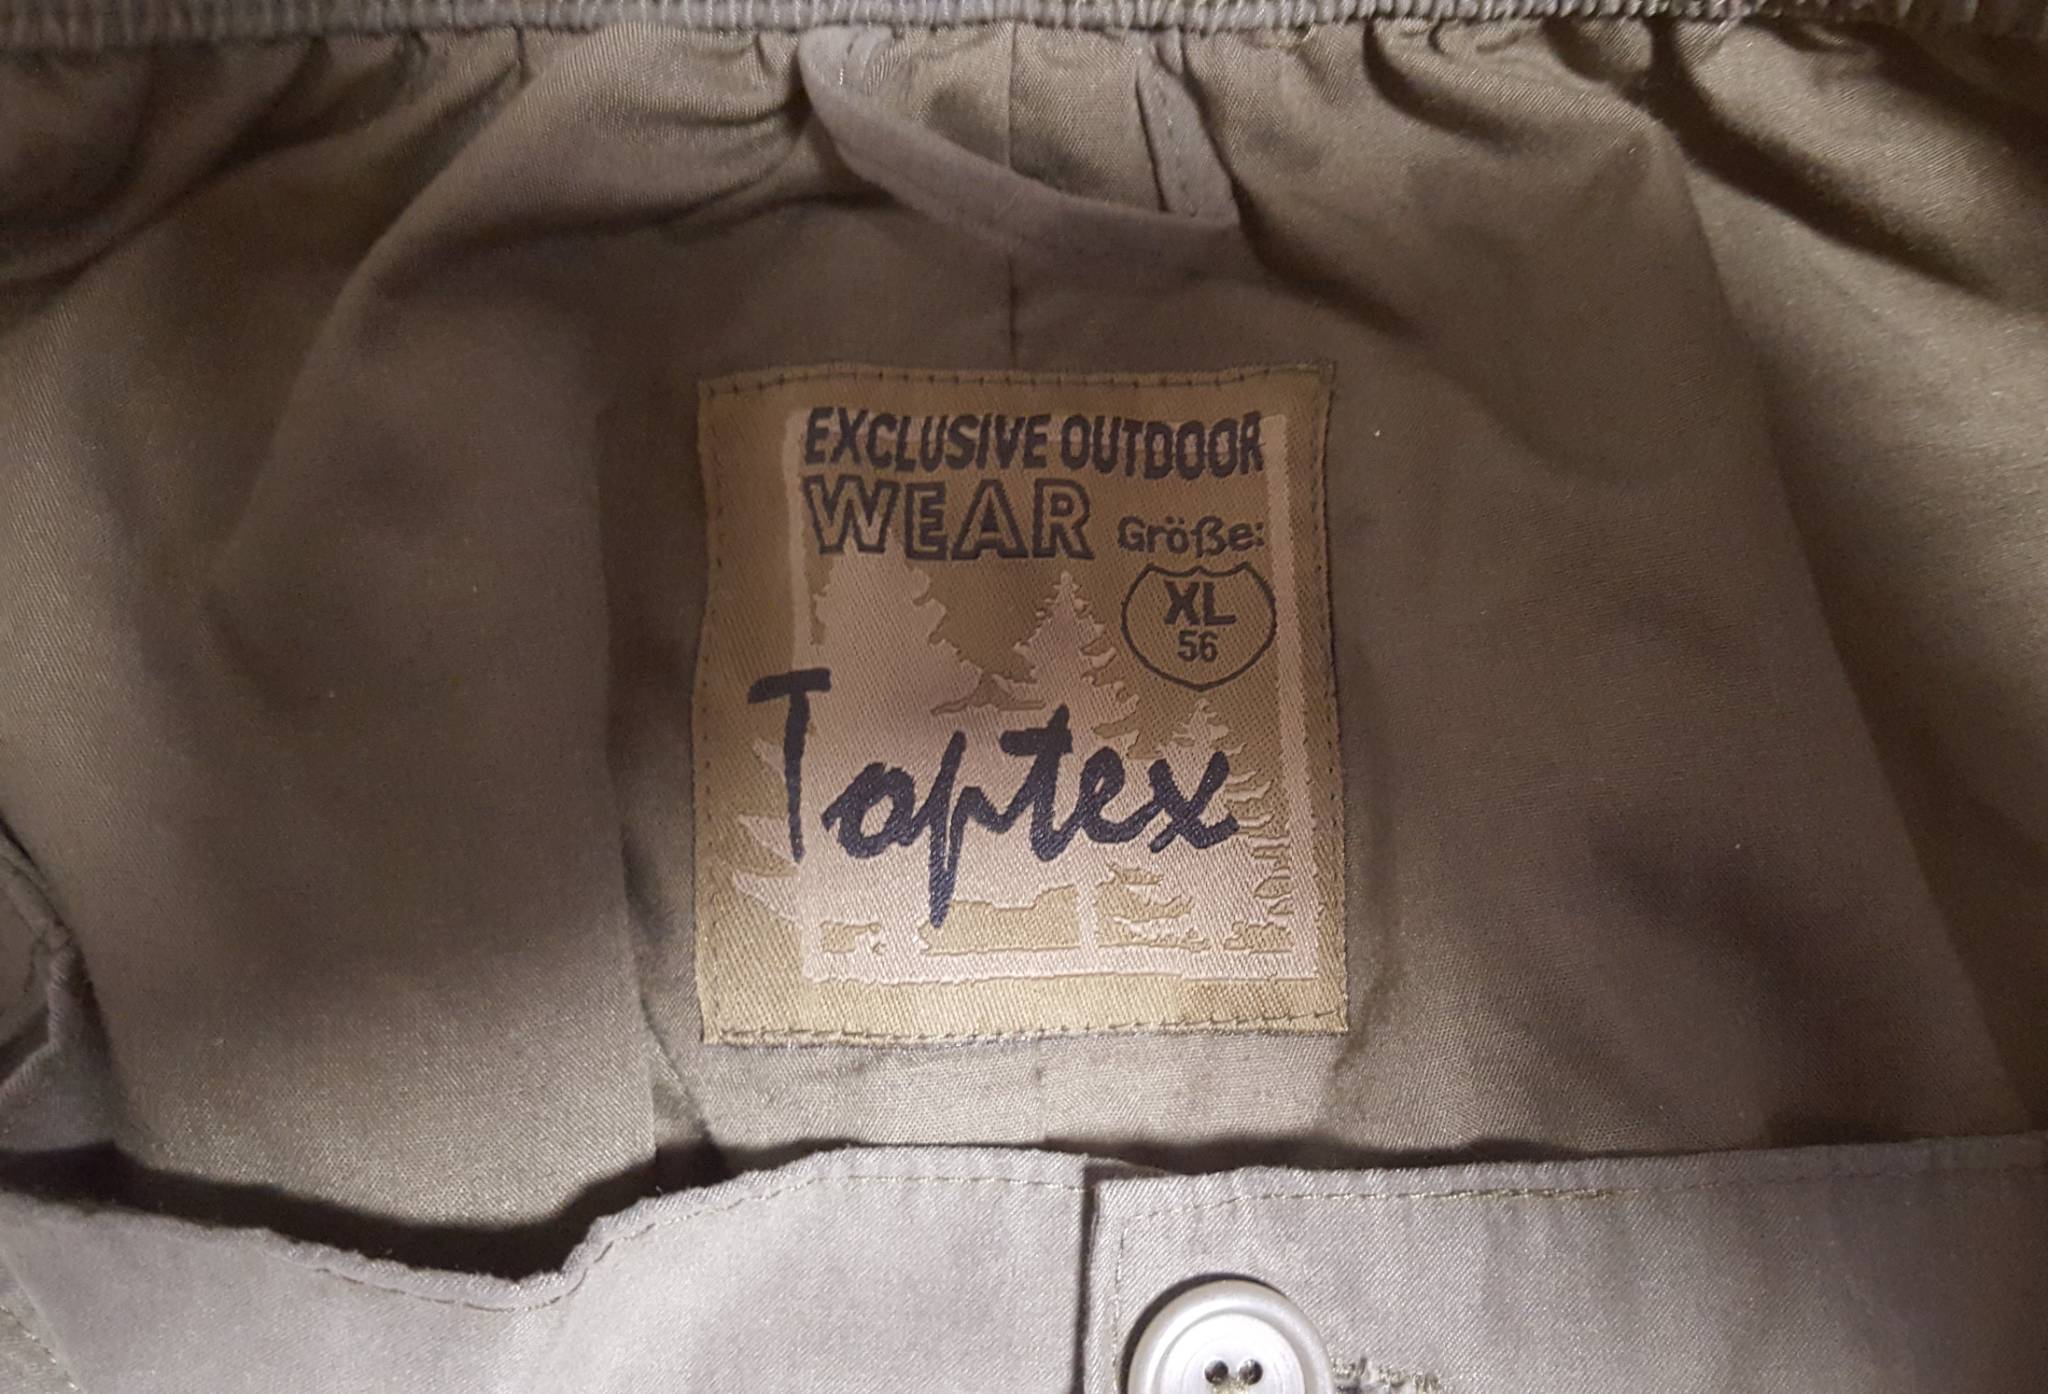 EXCLUSIVE OUTDOOR
WEAR
Größe:
XL
56
Toptex